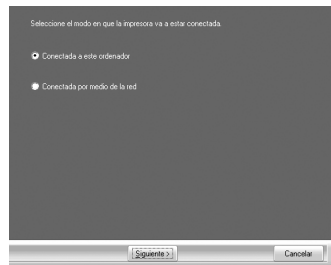 Seleccione el modo en que la impresora va a estar conectada.
Conectada a este ordenador
Conectada por medio de la red
Siguiente >
Cancelar